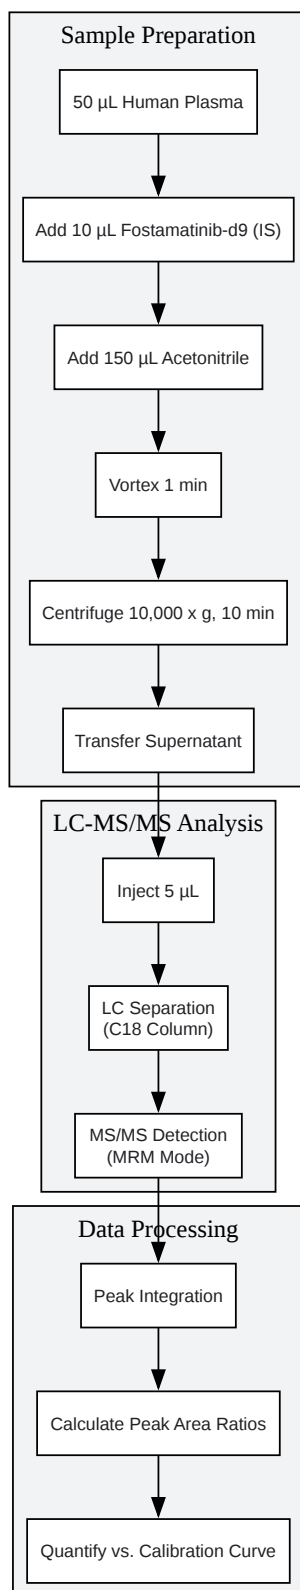 Sample Preparation
50 µL Human Plasma
Add 10 µL Fostamatinib-d9 (IS)
Add 150 µL Acetonitrile
Vortex 1 min
Centrifuge 10,000 x g, 10 min
Transfer Supernatant
LC-MS/MS Analysis
Inject 5 µL
LC Separation
(C18 Column)
MS/MS Detection
(MRM Mode)
Data Processing
Peak Integration
Calculate Peak Area Ratios
Quantify vs. Calibration Curve